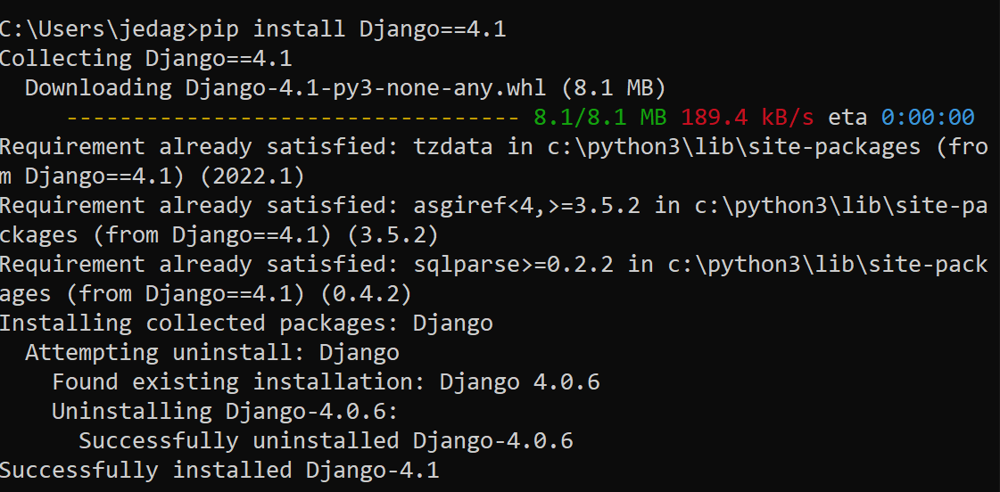 C:\Users\jedag>pip install Django==4.1
Collecting Django==4.1
  Downloading Django-4.1-py3-none-any.whl (8.1 MB)
     ---------------------------------- 8.1/8.1 MB 189.4 kB/s eta 0:00:00
Requirement already satisfied: tzdata in c:\python3\lib\site-packages (fro
m Django==4.1) (2022.1)
Requirement already satisfied: asgiref<4,>=3.5.2 in c:\python3\lib\site-pa
ckages (from Django==4.1) (3.5.2)
Requirement already satisfied: sqlparse>=0.2.2 in c:\python3\lib\site-pack
ages (from Django==4.1) (0.4.2)
Installing collected packages: Django
  Attempting uninstall: Django
    Found existing installation: Django 4.0.6
    Uninstalling Django-4.0.6:
      Successfully uninstalled Django-4.0.6
Successfully installed Django-4.1